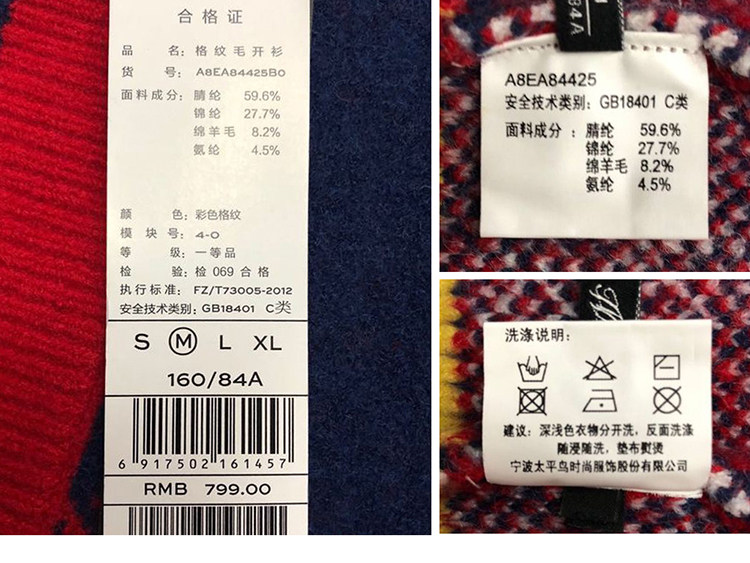 合格证
品 名: 格纹毛开衫
货 号: A8EA84425B0
面料成分: 腈纶 59.6%
锦纶 27.7%
绵羊毛 8.2%
氨纶 4.5%
颜 色: 彩色格纹
模 块 号: 4-0
等 级: 一等品
检 验: 检 069 合格
执行标准: FZ/T73005-2012
安全技术类别: GB18401 C类
S M L XL
160/84A
6 917502 161457
RMB 799.00
84A
A8EA84425
安全技术类别: GB18401 C类
面料成分: 腈纶 59.6%
锦纶 27.7%
绵羊毛 8.2%
氨纶 4.5%
洗涤说明:
建议: 深浅色衣物分开洗, 反面洗涤
随浸随洗, 垫布熨烫
宁波太平鸟时尚服饰股份有限公司